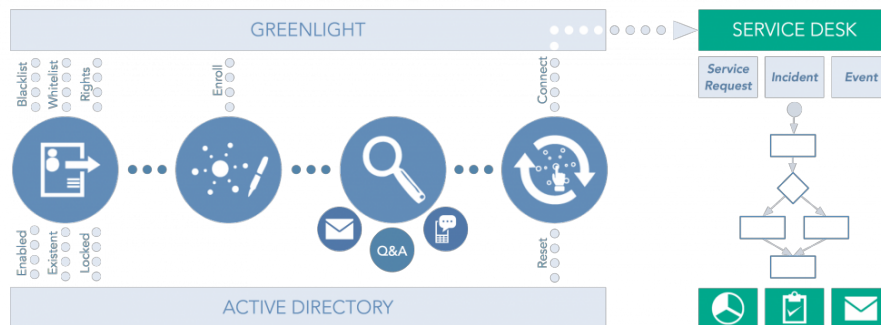 GREENLIGHT
SERVICE DESK
Blacklist
Whitelist
Rights
Enroll
Connect
Service
Request
Incident
Event
Q&A
Enabled
Existent
Locked
Reset
ACTIVE DIRECTORY